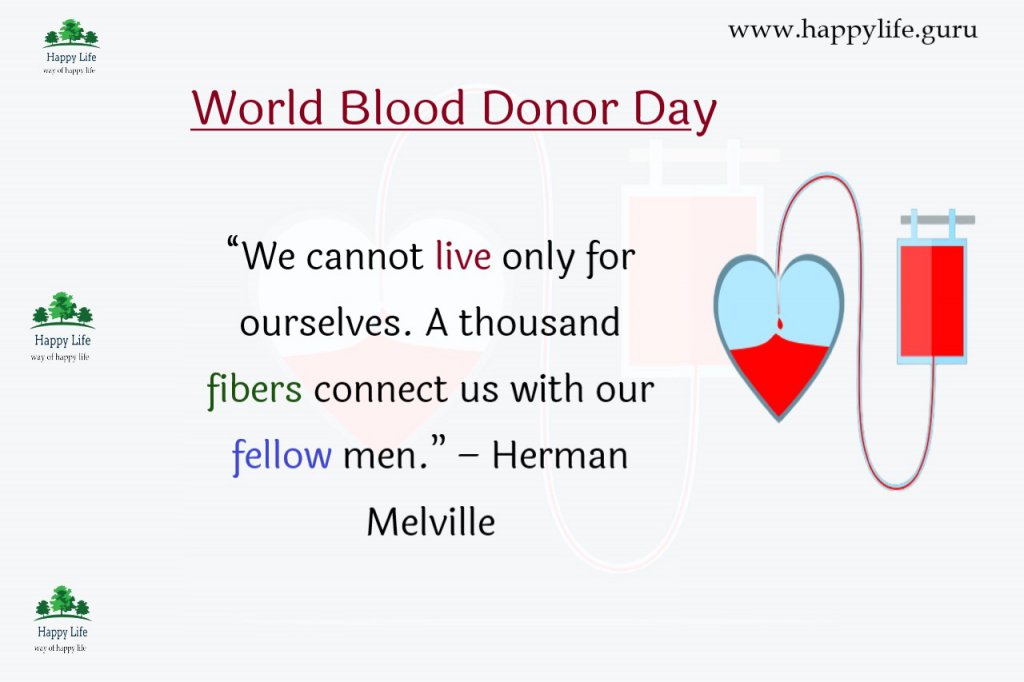 www.happylife.guru
Happy Life
way of happy life
World Blood Donor Day
“We cannot live only for
ourselves. A thousand
fibers connect us with our
fellow men.” – Herman
Melville
Happy Life
way of happy life
Happy Life
way of happy life